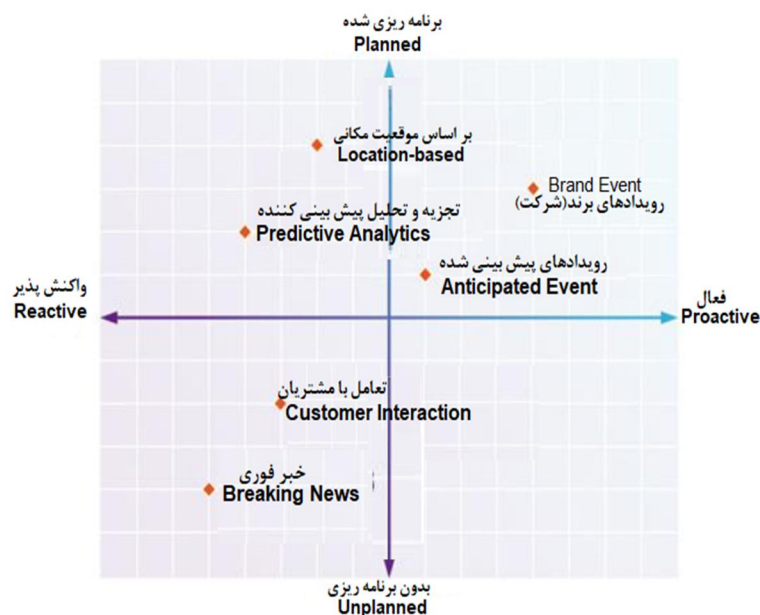 برنامه ریزی شده
Planned
بر اساس موقعیت مکانی
Location-based
Brand Event
رویدادهای برند(شرکت)
تجزیه و تحلیل پیش بینی کننده
Predictive Analytics
رویدادهای پیش بینی شده
Anticipated Event
واکنش پذیر
Reactive
فعال
Proactive
تعامل با مشتریان
Customer Interaction
خبر فوری
Breaking News
بدون برنامه ریزی
Unplanned